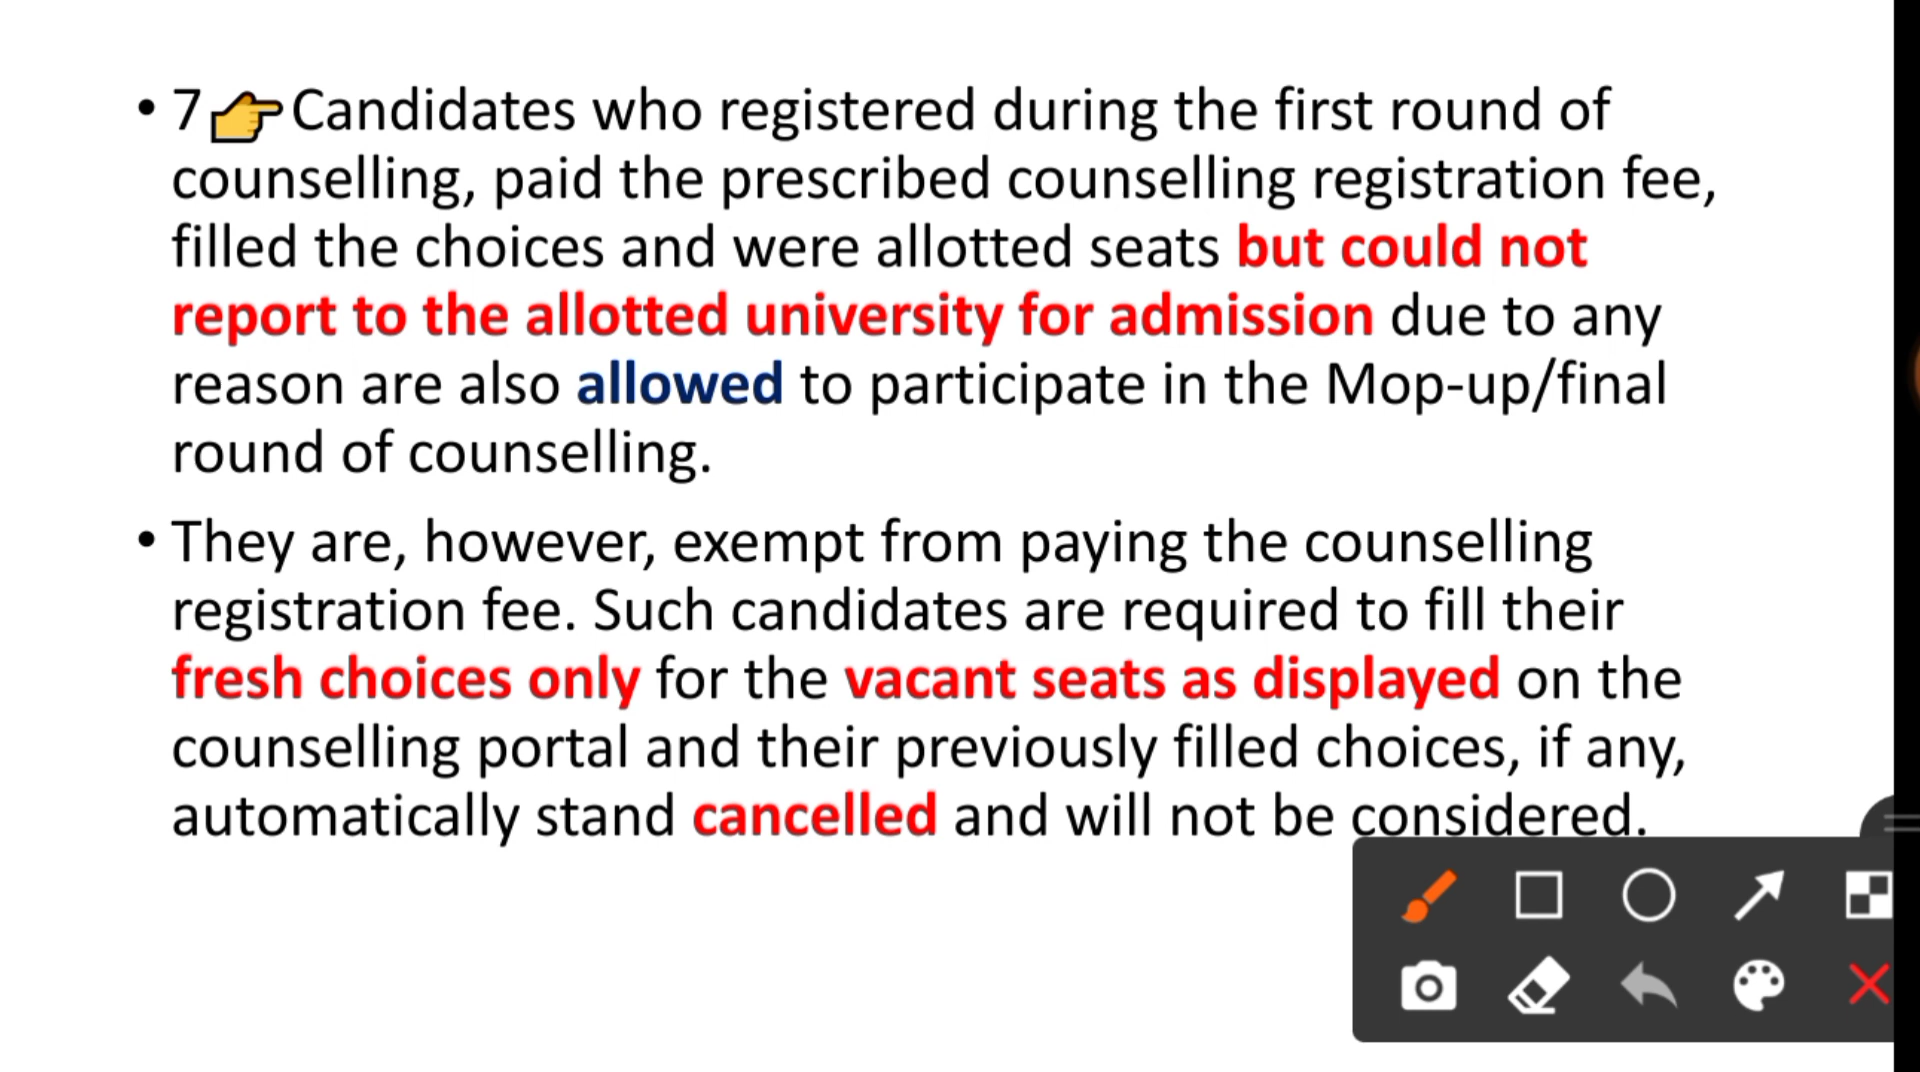 • 7👉Candidates who registered during the first round of
counselling, paid the prescribed counselling registration fee,
filled the choices and were allotted seats but could not
report to the allotted university for admission due to any
reason are also allowed to participate in the Mop-up/final
round of counselling.
• They are, however, exempt from paying the counselling
registration fee. Such candidates are required to fill their
fresh choices only for the vacant seats as displayed on the
counselling portal and their previously filled choices, if any,
automatically stand cancelled and will not be considered.